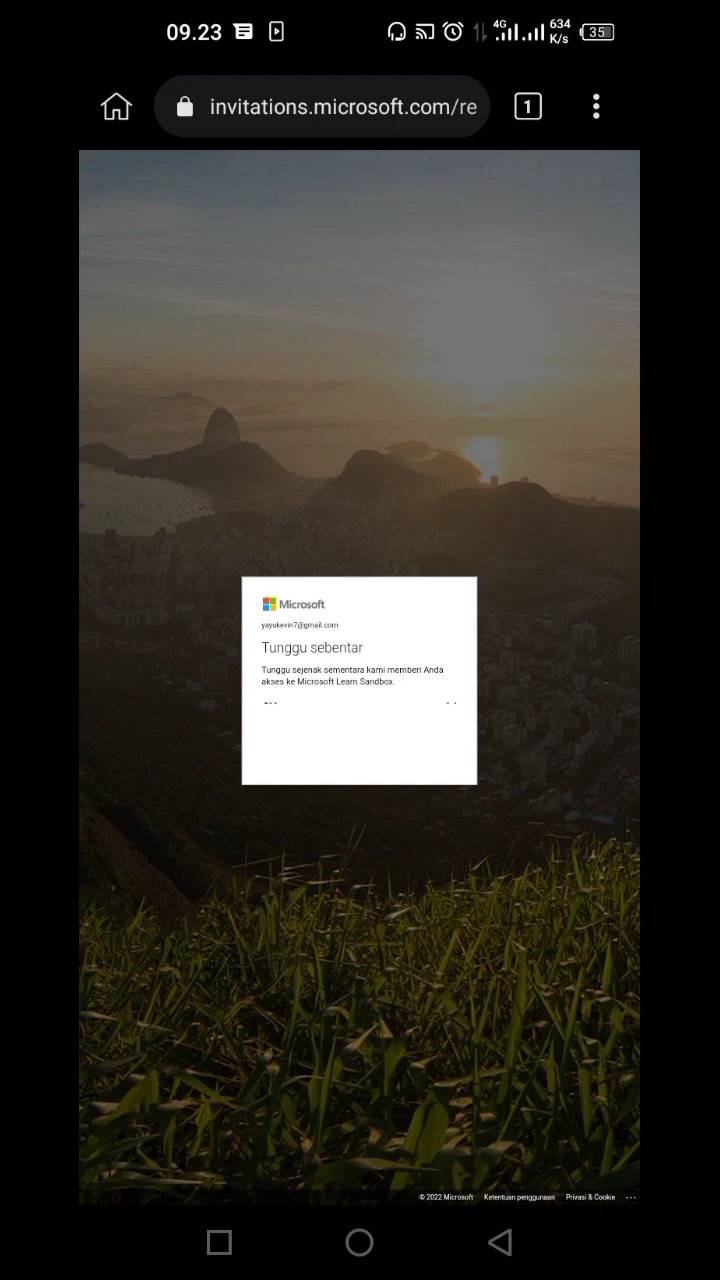 09.23
4G
634
K/s
35
invitations.microsoft.com/re
1
Microsoft
yayukevin7@gmail.com
Tunggu sebentar
Tunggu sejenak sementara kami memberi Anda
akses ke Microsoft Learn Sandbox.
© 2022 Microsoft Ketentuan penggunaan Privasi & Cookie ...